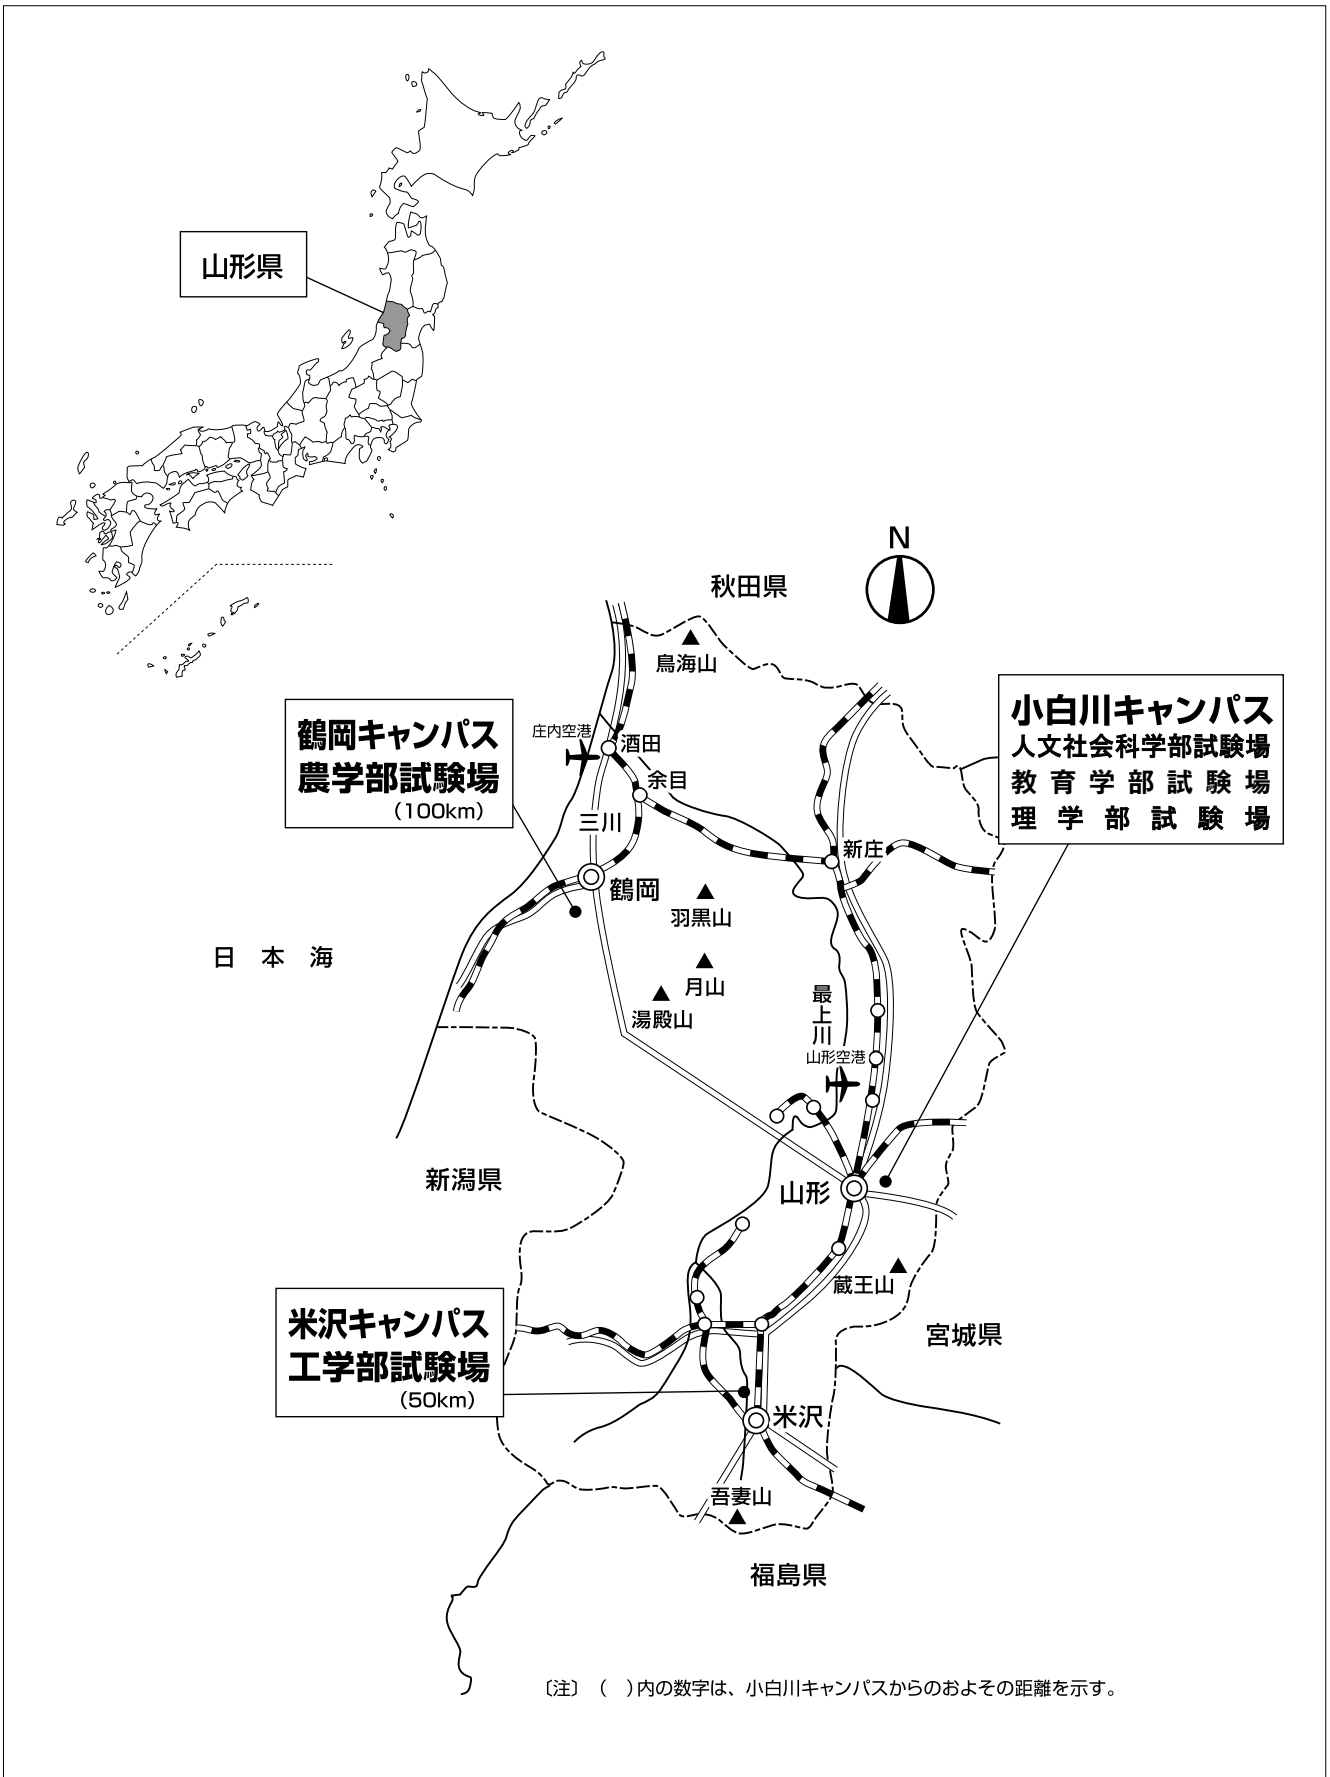 山形県
N
秋田県
鳥海山
小白川キャンパス
人文社会科学部試験場
教育学部試験場
理学部試験場
鶴岡キャンパス
農学部試験場
（100km）
庄内空港
酒田
余目
三川
新庄
鶴岡
羽黒山
日本海
月山
湯殿山
最上川
山形空港
新潟県
山形
蔵王山
米沢キャンパス
工学部試験場
（50km）
宮城県
米沢
吾妻山
福島県
〔注〕（　）内の数字は、小白川キャンパスからのおよその距離を示す。